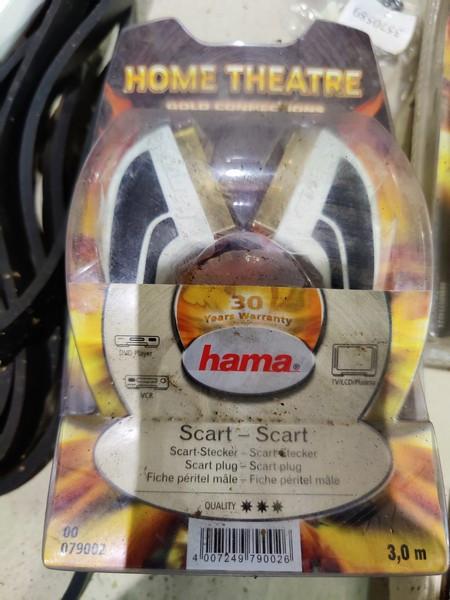 6850258
HOME THEATRE
GOLD CONNECTIONS
30
Years Warranty
hama®
DVD Player
VCR
TV/LCD/Plasma
Scart – Scart
Scart-Stecker – Scart-Stecker
Scart plug – Scart plug
Fiche péritel mâle – Fiche péritel mâle
QUALITY
00
079002
4 007249 790026
3,0 m